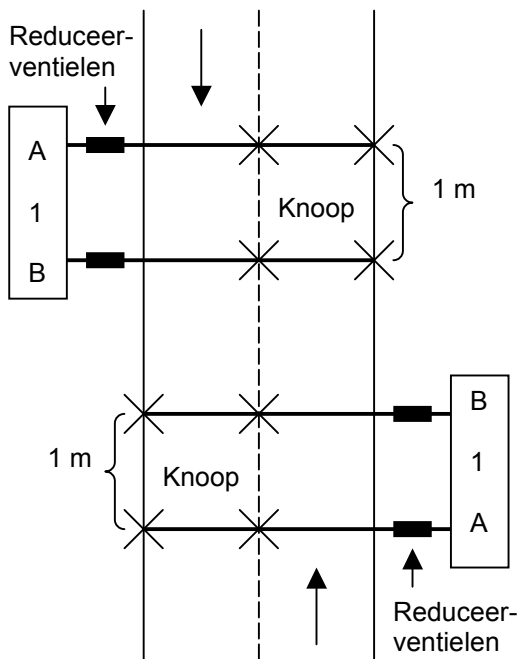 Reduceer-
ventielen
A
1
B
Knoop
1 m
1 m
Knoop
B
1
A
Reduceer-
ventielen